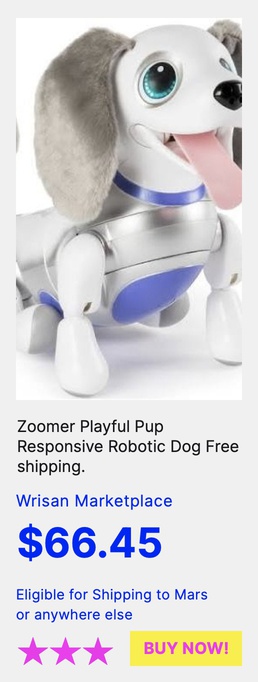 Zoomer Playful Pup
Responsive Robotic Dog Free
shipping.
Wrisan Marketplace
$66.45
Eligible for Shipping to Mars
or anywhere else
BUY NOW!